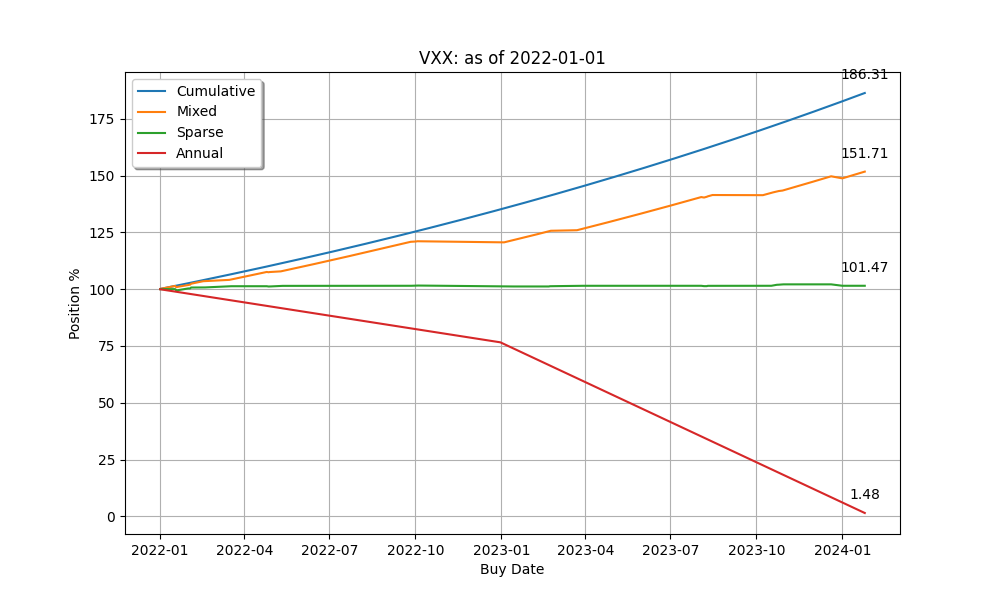 VXX: as of 2022-01-01
186.31
Cumulative
Mixed
Sparse
Annual
151.71
101.47
1.48
175
150
125
100
75
50
25
0
Position %
2022-01 2022-04 2022-07 2022-10 2023-01 2023-04 2023-07 2023-10 2024-01
Buy Date